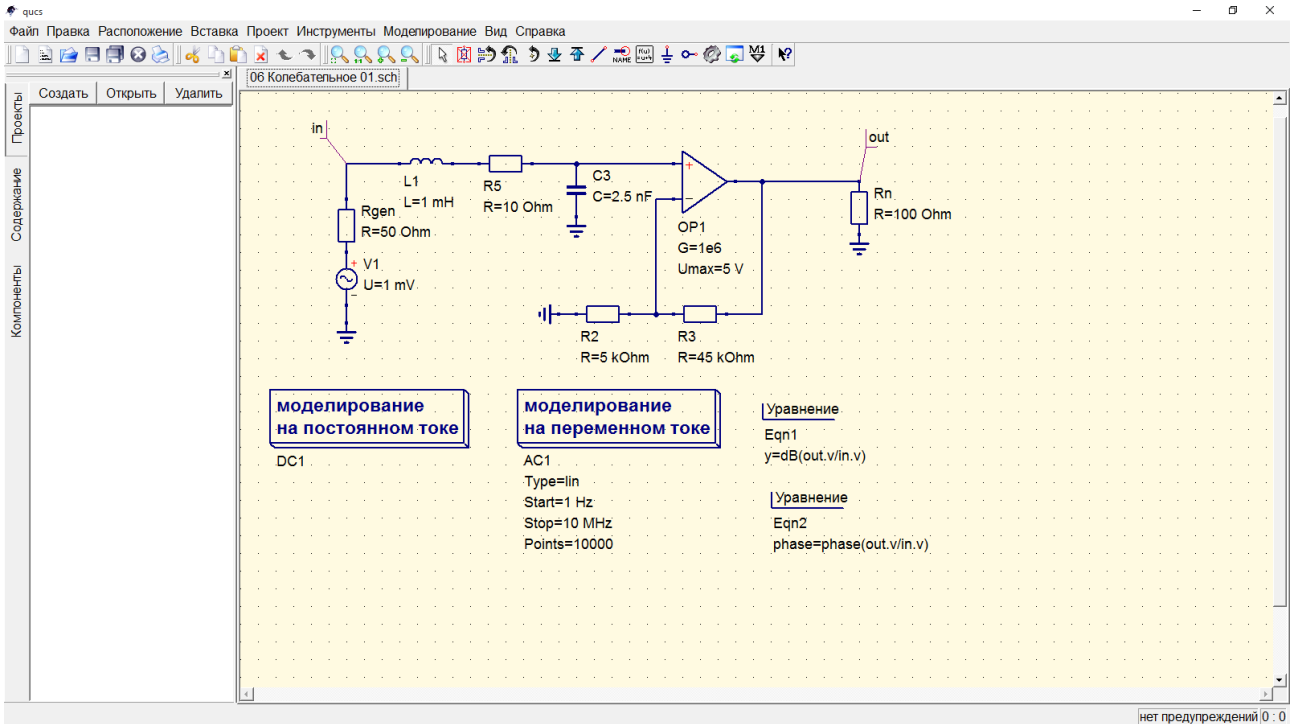 qucs
Файл Правка Расположение Вставка Проект Инструменты Моделирование Вид Справка
NAME
M1
06 Колебательное 01.sch
Создать Открыть Удалить
Проекты
Содержание
Компоненты
in
out
L1
L=1 mH
R5
R=10 Ohm
C3
C=2.5 nF
+
−
OP1
G=1e6
Umax=5 V
Rn
R=100 Ohm
Rgen
R=50 Ohm
+
V1
U=1 mV
−
R2
R=5 kOhm
R3
R=45 kOhm
моделирование
на постоянном токе
DC1
моделирование
на переменном токе
AC1
Type=lin
Start=1 Hz
Stop=10 MHz
Points=10000
Уравнение
Eqn1
y=dB(out.v/in.v)
Уравнение
Eqn2
phase=phase(out.v/in.v)
нет предупреждений 0 : 0